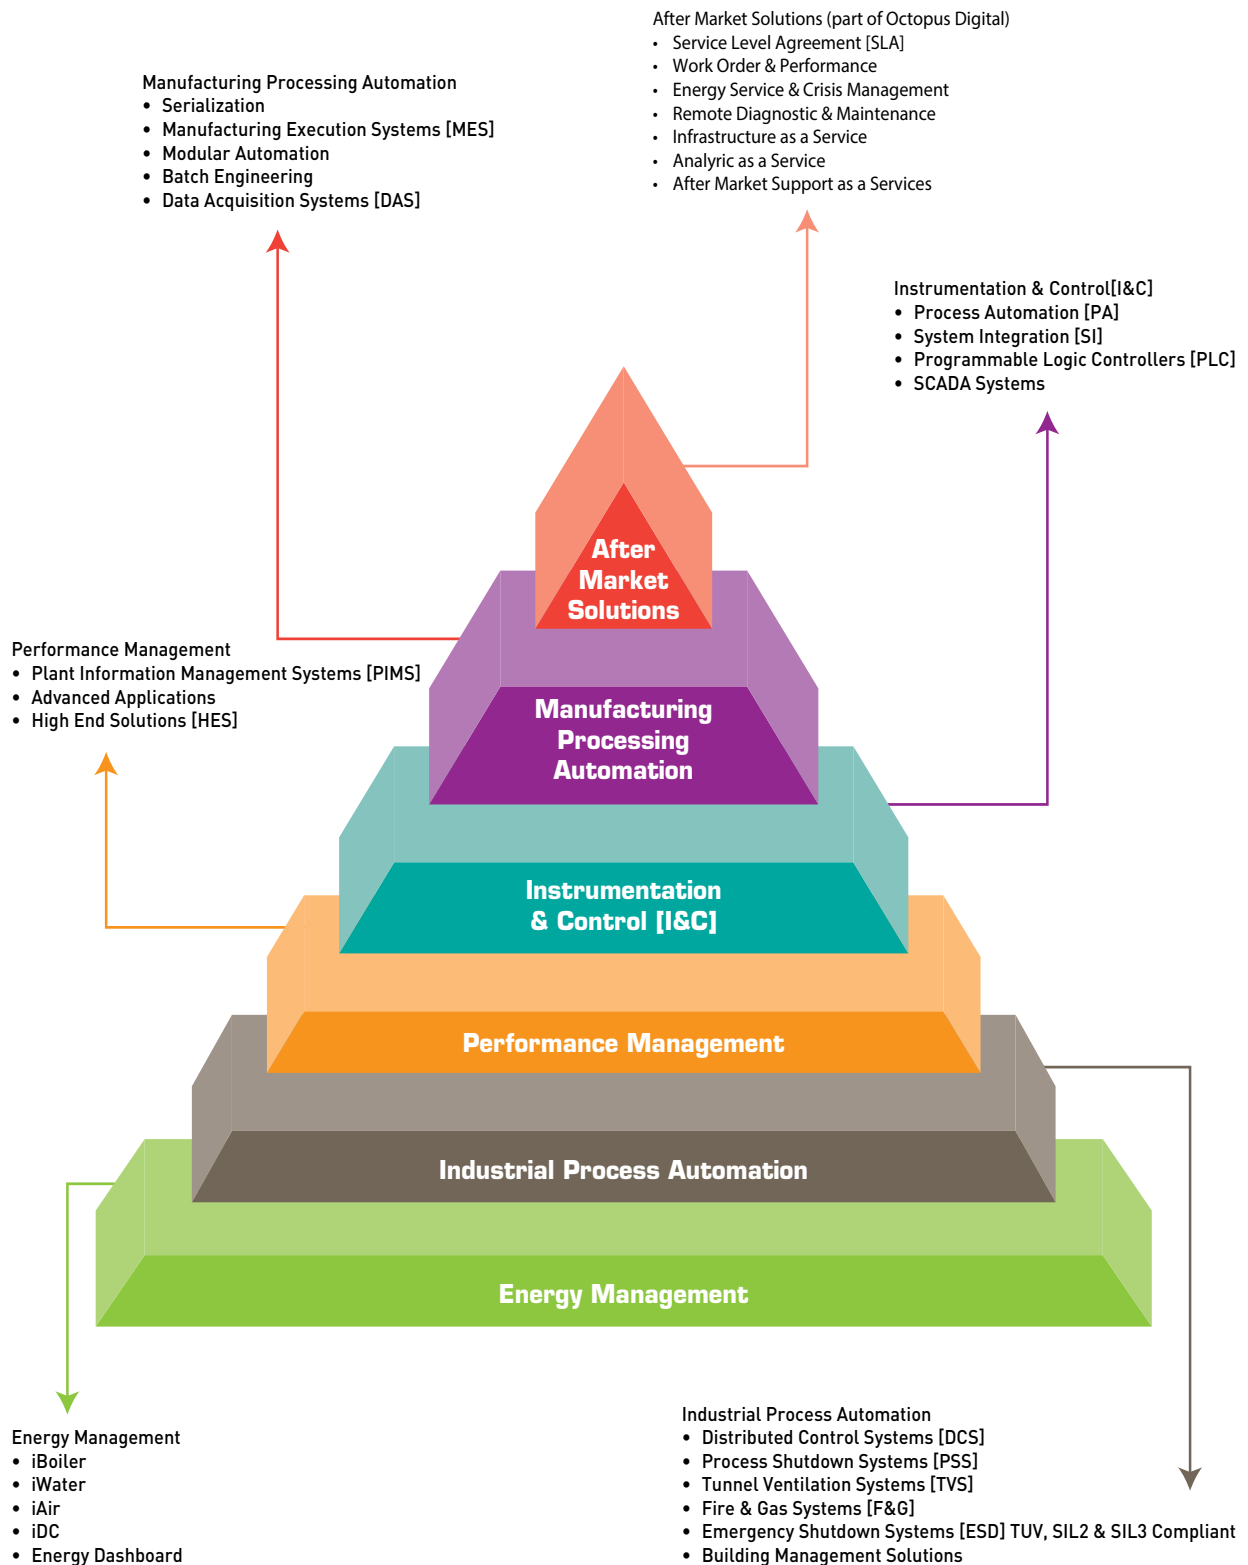 After Market Solutions (part of Octopus Digital)
• Service Level Agreement [SLA]
• Work Order & Performance
• Energy Service & Crisis Management
• Remote Diagnostic & Maintenance
• Infrastructure as a Service
• Analyric as a Service
• After Market Support as a Services
Manufacturing Processing Automation
• Serialization
• Manufacturing Execution Systems [MES]
• Modular Automation
• Batch Engineering
• Data Acquisition Systems [DAS]
Instrumentation & Control[I&C]
• Process Automation [PA]
• System Integration [SI]
• Programmable Logic Controllers [PLC]
• SCADA Systems
After
Market
Solutions
Performance Management
• Plant Information Management Systems [PIMS]
• Advanced Applications
• High End Solutions [HES]
Manufacturing
Processing
Automation
Instrumentation
& Control [I&C]
Performance Management
Industrial Process Automation
Energy Management
Energy Management
• iBoiler
• iWater
• iAir
• iDC
• Energy Dashboard
Industrial Process Automation
• Distributed Control Systems [DCS]
• Process Shutdown Systems [PSS]
• Tunnel Ventilation Systems [TVS]
• Fire & Gas Systems [F&G]
• Emergency Shutdown Systems [ESD] TUV, SIL2 & SIL3 Compliant
• Building Management Solutions